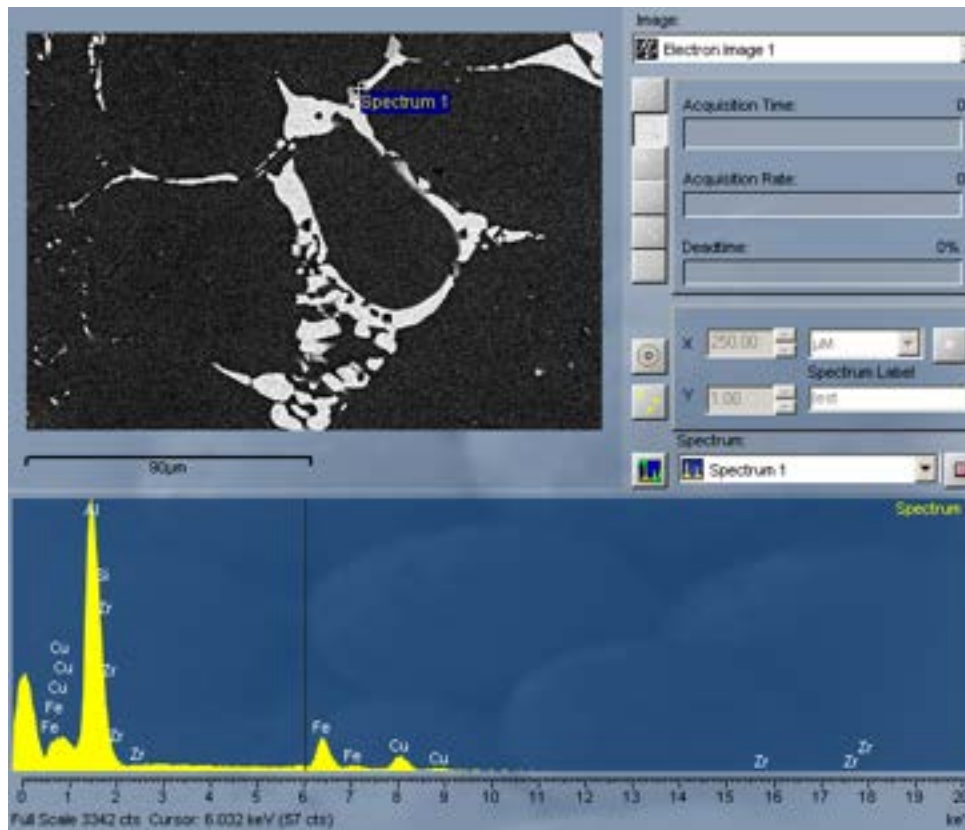 Image:
Electron image 1
Spectrum 1
Acquisition Time: 0
Acquisition Rate: 0
Deadtime: 0%
X 250.00 µM
Spectrum Label
Y 1.00 test
90µm
Spectrum:
Spectrum 1
Spectrum
Al
Si
Zr
Cu
Cu
Zr
Cu
Fe
Fe
Zr
Zr
Fe
Fe
Cu
Cu
Zr
Zr
Zr
0 1 2 3 4 5 6 7 8 9 10 11 12 13 14 15 16 17 18 19 20
Full Scale 3342 cts Cursor: 6.032 keV (57 cts) keV